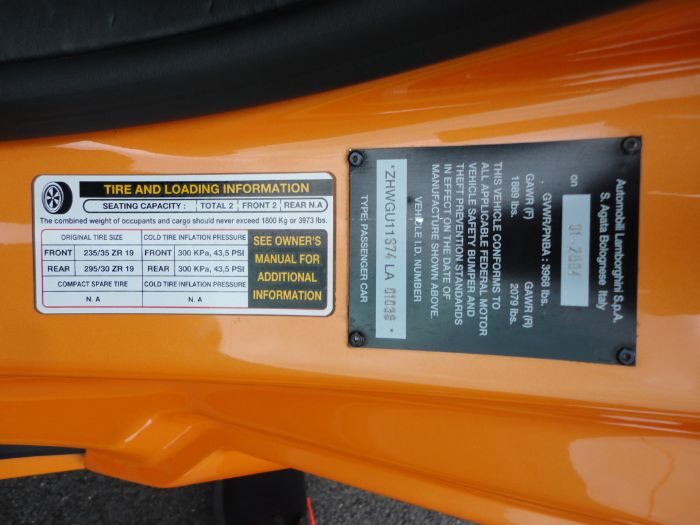 TIRE AND LOADING INFORMATION
SEATING CAPACITY : TOTAL 2 FRONT 2 REAR N.A
The combined weight of occupants and cargo should never exceed 1800 Kg or 3973 lbs.
ORIGINAL TIRE SIZE COLD TIRE INFLATION PRESSURE
FRONT 235/35 ZR 19 300 KPa, 43,5 PSI
REAR 295/30 ZR 19 300 KPa, 43,5 PSI
COMPACT SPARE TIRE COLD TIRE INFLATION PRESSURE
N. A N. A
SEE OWNER'S
MANUAL FOR
ADDITIONAL
INFORMATION
Automobili Lamborghini S.p.A.
S. Agata Bolognese Italy
on 01-2004
GVWR/PNBA : 3968 lbs.
GAWR (F) GAWR (R)
1889 lbs. 2079 lbs.
THIS VEHICLE CONFORMS TO
ALL APPLICABLE FEDERAL MOTOR
VEHICLE SAFETY BUMPER AND
THEFT PREVENTION STANDARDS
IN EFFECT ON THE DATE OF
MANUFACTURE SHOWN ABOVE.
VEHICLE I.D. NUMBER
*ZHWGU11S74 LA 01038 *
TYPE: PASSENGER CAR